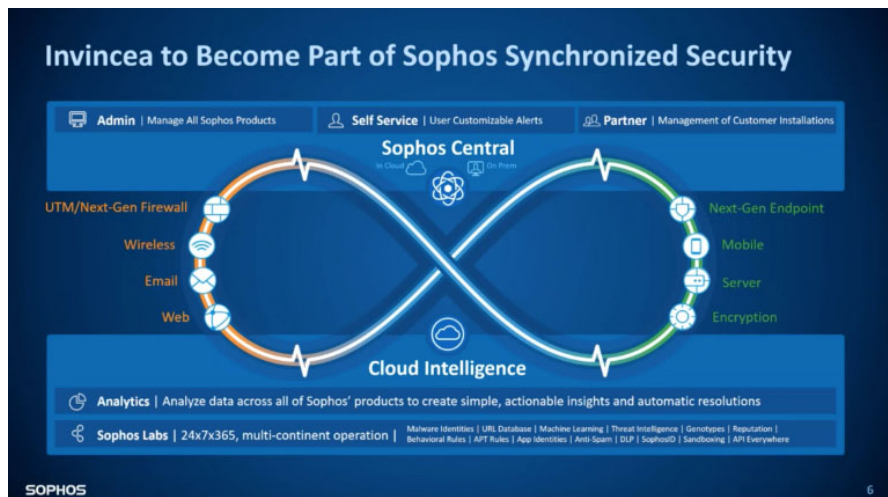 Invincea to Become Part of Sophos Synchronized Security
Admin | Manage All Sophos Products
Self Service | User Customizable Alerts
Partner | Management of Customer Installations
Sophos Central
In Cloud
On Prem
UTM/Next-Gen Firewall
Wireless
Email
Web
Next-Gen Endpoint
Mobile
Server
Encryption
Cloud Intelligence
Analytics | Analyze data across all of Sophos' products to create simple, actionable insights and automatic resolutions
Sophos Labs | 24x7x365, multi-continent operation |
Malware Identities | URL Database | Machine Learning | Threat Intelligence | Genotypes | Reputation |
Behavioral Rules | APT Rules | App Identities | Anti-Spam | DLP | SophosID | Sandboxing | API Everywhere
SOPHOS
6